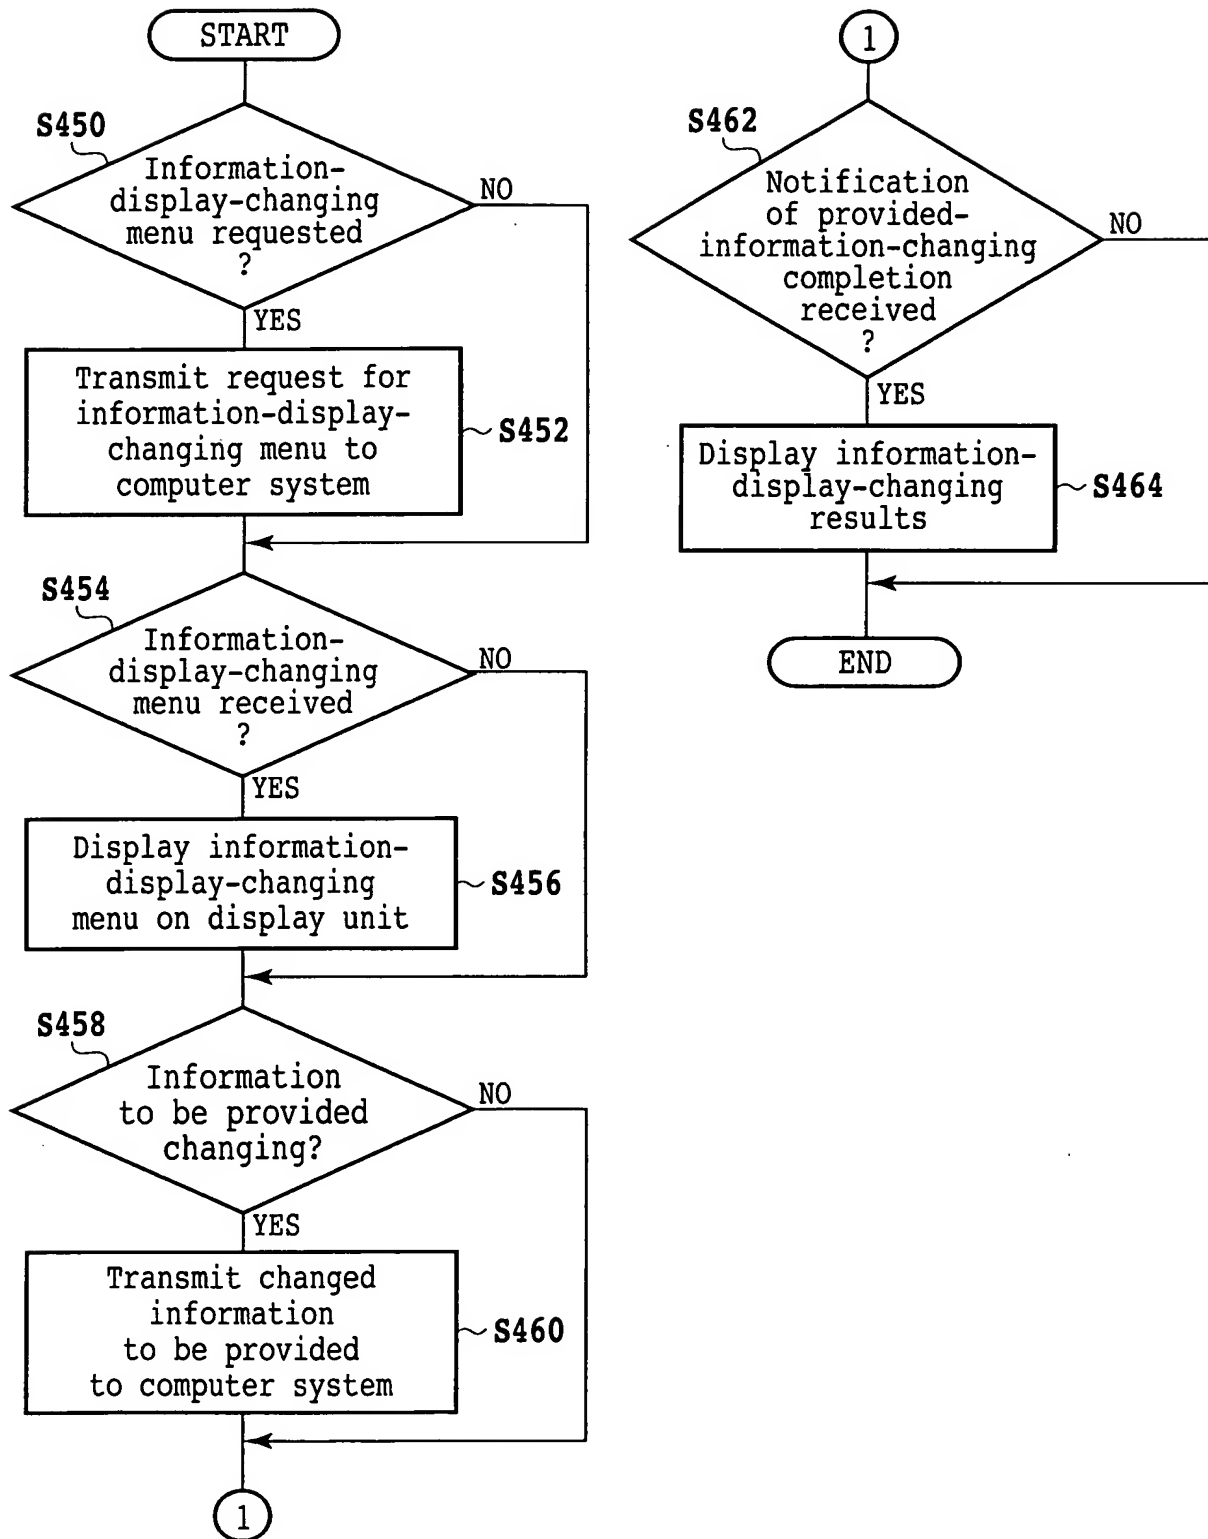 START
S450
Information-
display-changing
menu requested
?
NO
YES
Transmit request for
information-display-
changing menu to
computer system
S452
S454
Information-
display-changing
menu received
?
NO
YES
Display information-
display-changing
menu on display unit
S456
S458
Information
to be provided
changing?
NO
YES
Transmit changed
information
to be provided
to computer system
S460
1
1
S462
Notification
of provided-
information-changing
completion
received
?
NO
YES
Display information-
display-changing
results
S464
END